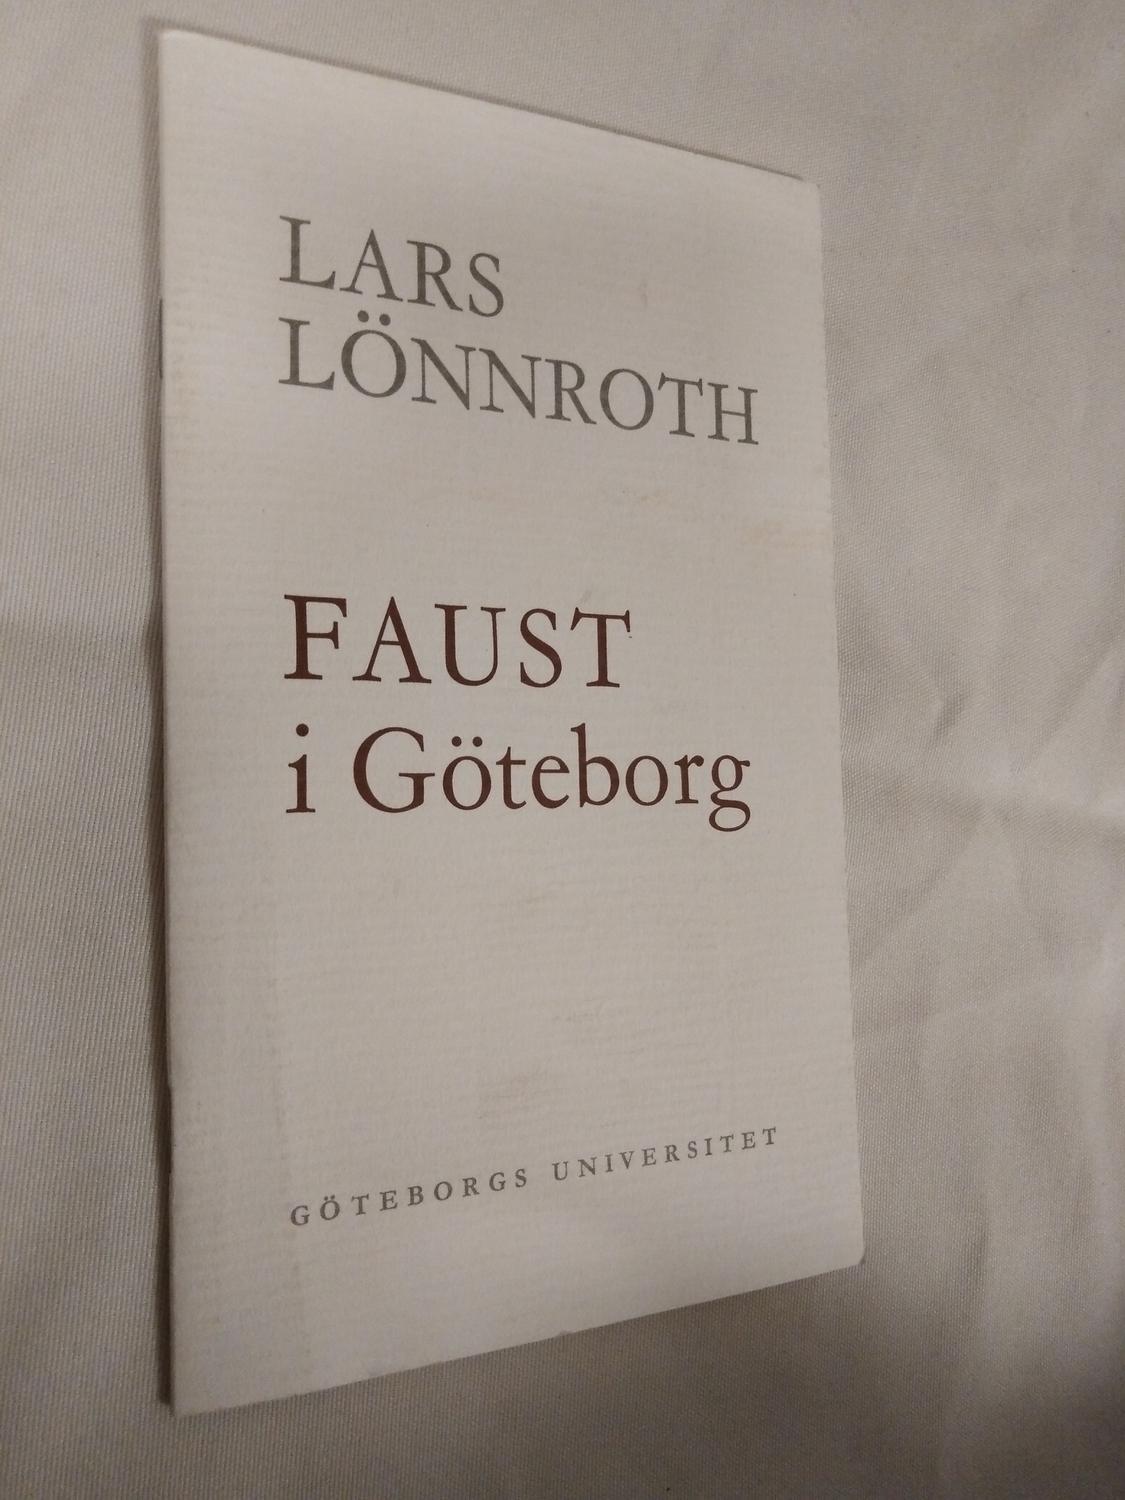 LARS
LÖNNROTH
FAUST
i Göteborg
GÖTEBORGS UNIVERSITET